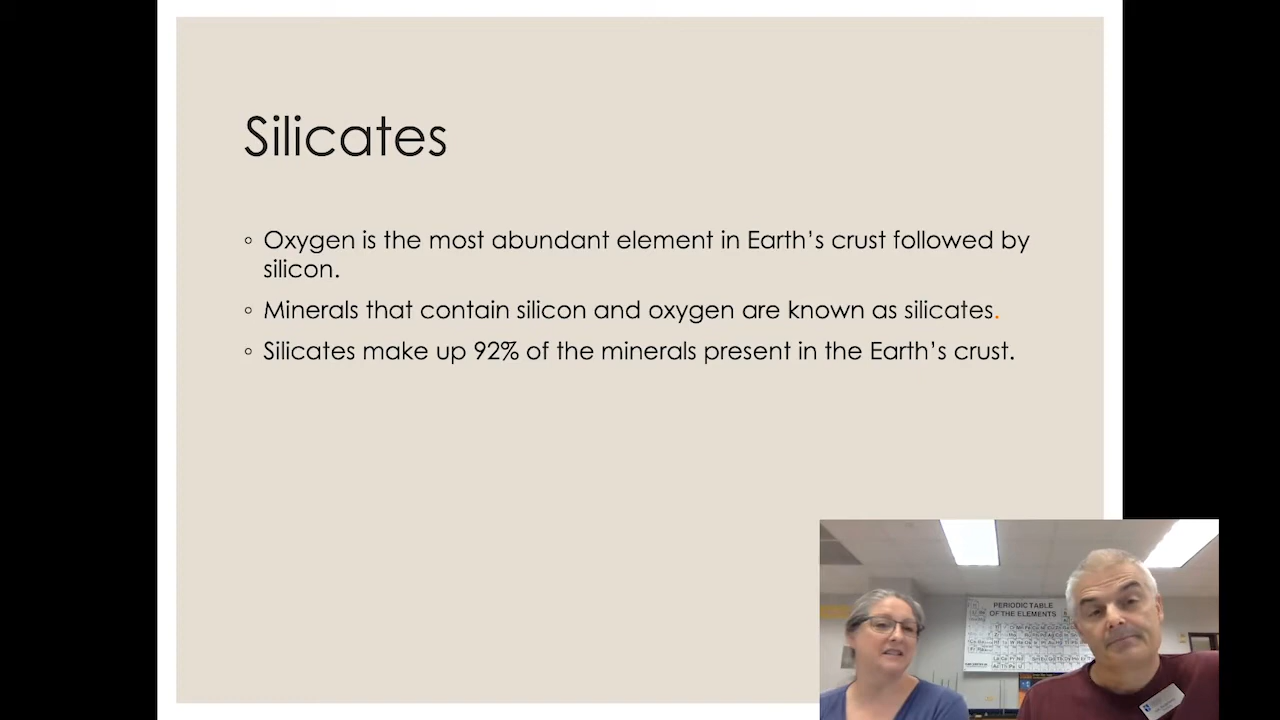 Silicates
◦ Oxygen is the most abundant element in Earth's crust followed by
silicon.
◦ Minerals that contain silicon and oxygen are known as silicates.
◦ Silicates make up 92% of the minerals present in the Earth's crust.
PERIODIC TABLE
OF THE ELEMENTS